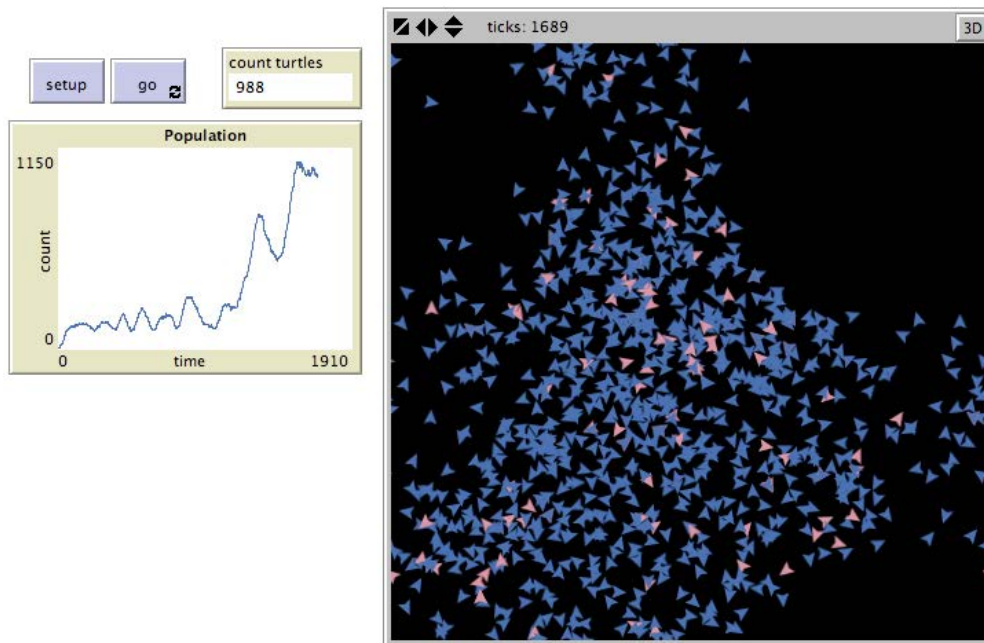 ticks: 1689
3D
setup
go
count turtles
988
Population
1150
count
0
0
time
1910